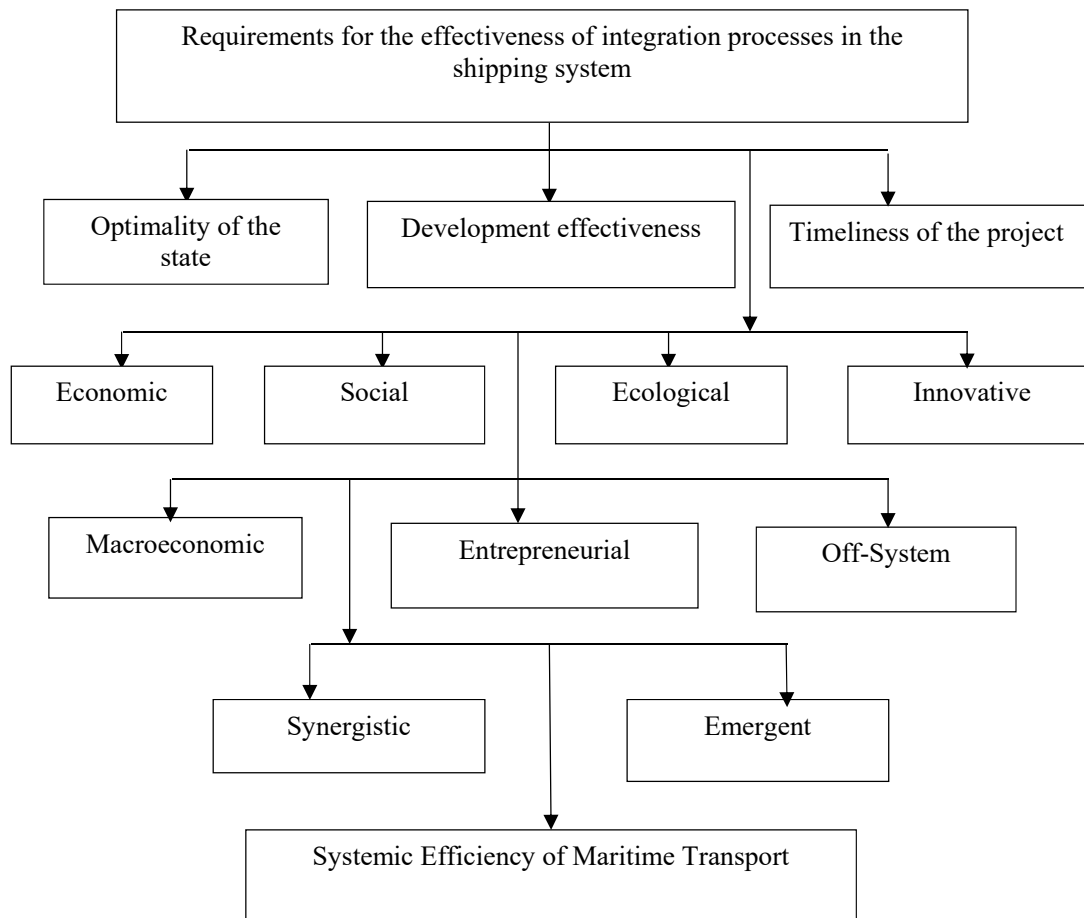 Requirements for the effectiveness of integration processes in the
shipping system
Optimality of the
state
Development effectiveness
Timeliness of the project
Economic
Social
Ecological
Innovative
Macroeconomic
Entrepreneurial
Off-System
Synergistic
Emergent
Systemic Efficiency of Maritime Transport